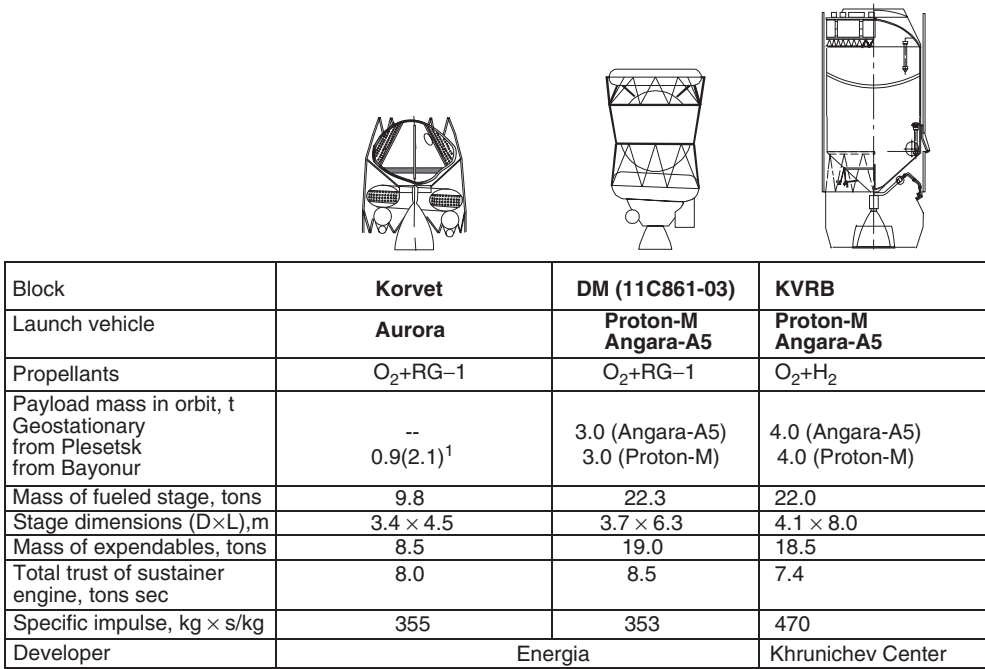 Block Korvet DM (11C861-03) KVRB
Launch vehicle Aurora Proton-M Proton-M
Angara-A5 Angara-A5
Propellants O₂+RG−1 O₂+RG−1 O₂+H₂
Payload mass in orbit, t
Geostationary
from Plesetsk -- 3.0 (Angara-A5) 4.0 (Angara-A5)
from Bayonur 0.9(2.1)¹ 3.0 (Proton-M) 4.0 (Proton-M)
Mass of fueled stage, tons 9.8 22.3 22.0
Stage dimensions (D×L),m 3.4 × 4.5 3.7 × 6.3 4.1 × 8.0
Mass of expendables, tons 8.5 19.0 18.5
Total trust of sustainer 8.0 8.5 7.4
engine, tons sec
Specific impulse, kg × s/kg 355 353 470
Developer Energia Khrunichev Center